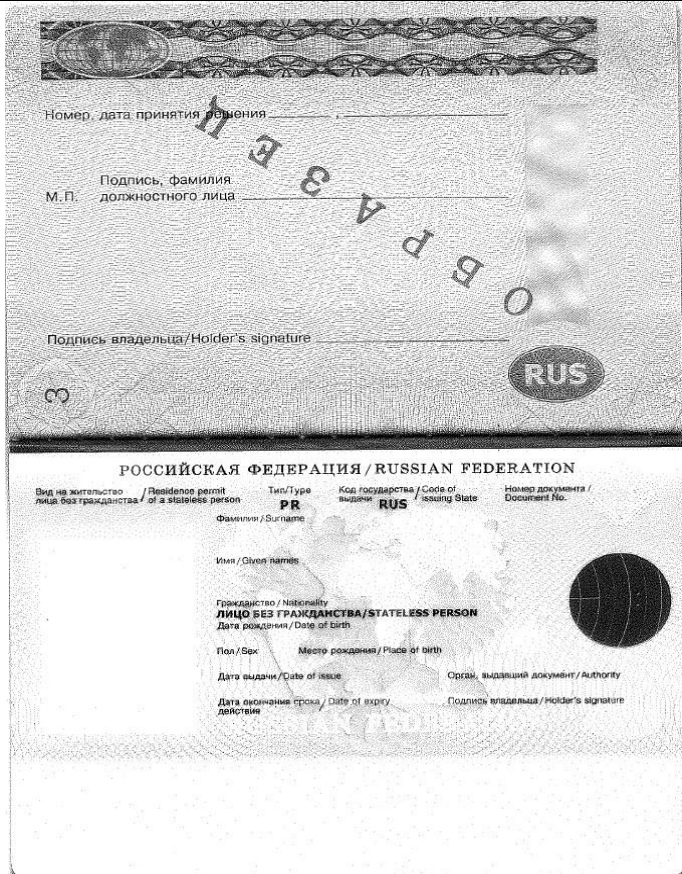 Номер, дата принятия решения ,
ОБРАЗЕЦ
Подпись, фамилия
М.П. должностного лица
Подпись владельца/Holder's signature
RUS
3
РОССИЙСКАЯ ФЕДЕРАЦИЯ/RUSSIAN FEDERATION
Вид на жительство / Residence permit Тип/Type Код государства / Code of Номер документа /
лица без гражданства / of a stateless person PR выдачи RUS issuing State Document No.
Фамилия/Surname
Имя/Given names
Гражданство/Nationality
ЛИЦО БЕЗ ГРАЖДАНСТВА/STATELESS PERSON
Дата рождения/Date of birth
Пол/Sex Место рождения/Place of birth
Дата выдачи/Date of issue Орган, выдавший документ/Authority
Дата окончания срока / Date of expiry Подпись владельца/Holder's signature
действия